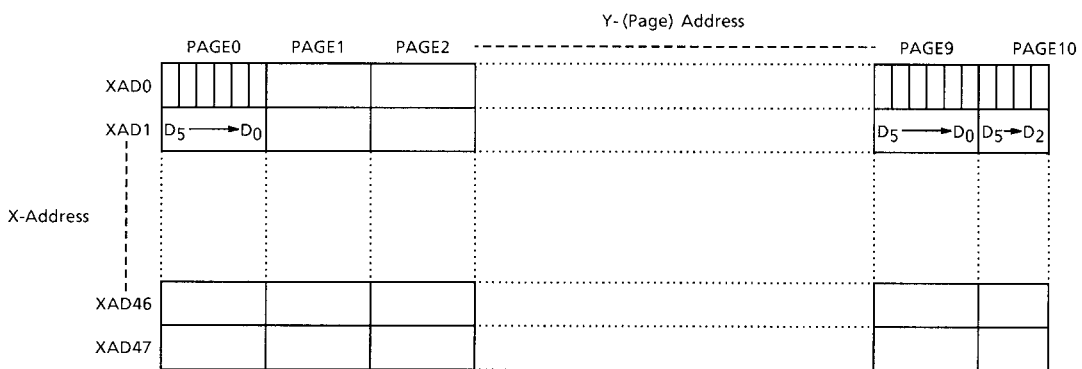 Y- (Page) Address
PAGE0 PAGE1 PAGE2 PAGE9 PAGE10
XAD0
XAD1 D5 D0 D5 D0 D5 D2
X-Address
XAD46
XAD47